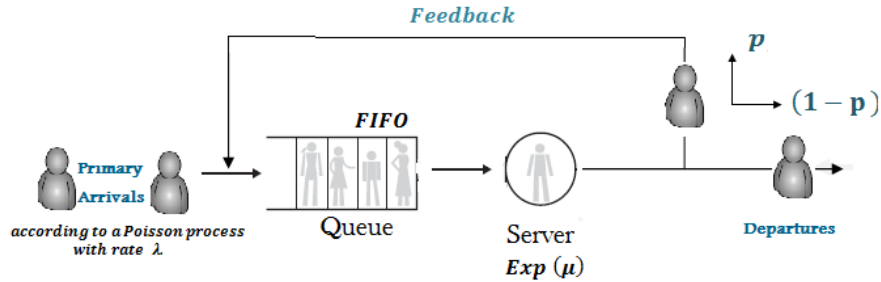 Feedback
p
(1 − p)
FIFO
Primary
Arrivals
according to a Poisson process
with rate λ.
Queue
Server
Exp (μ)
Departures